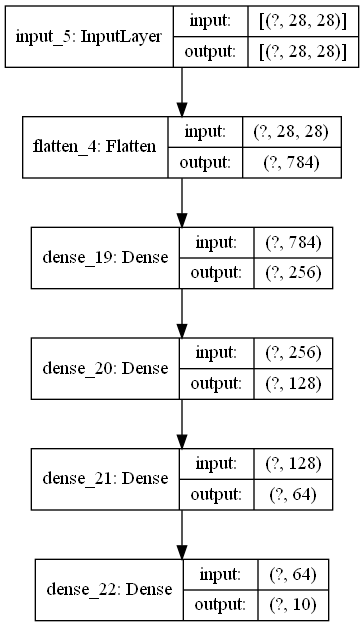 input_5: InputLayer
input: [(?, 28, 28)]
output: [(?, 28, 28)]
flatten_4: Flatten
input: (?, 28, 28)
output: (?, 784)
dense_19: Dense
input: (?, 784)
output: (?, 256)
dense_20: Dense
input: (?, 256)
output: (?, 128)
dense_21: Dense
input: (?, 128)
output: (?, 64)
dense_22: Dense
input: (?, 64)
output: (?, 10)